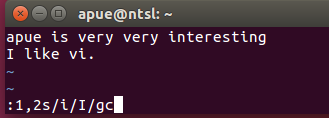 apue@ntsl: ~
apue is very very interesting
I like vi.
~
~
:1,2s/i/I/gc